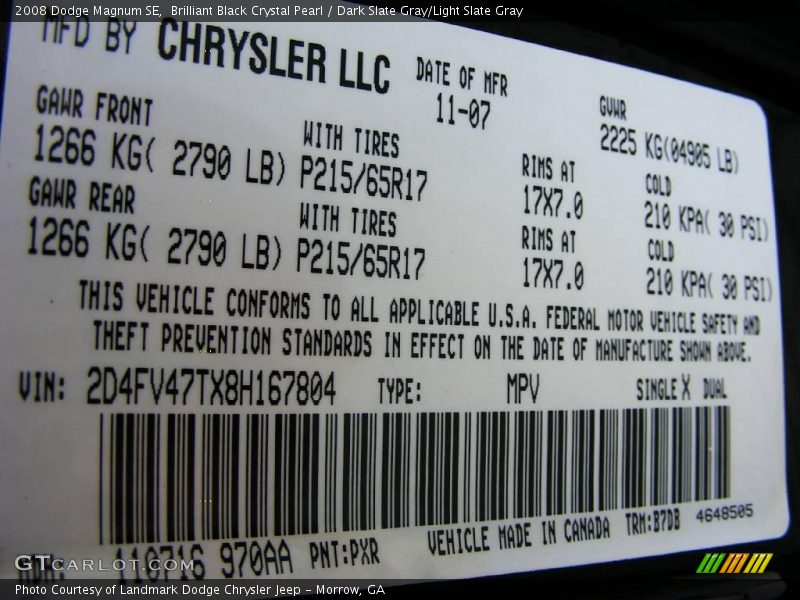 2008 Dodge Magnum SE, Brilliant Black Crystal Pearl / Dark Slate Gray/Light Slate Gray
MFD BY CHRYSLER LLC
DATE OF MFR
11-07
GVWR
2225 KG(04905 LB)
GAWR FRONT
WITH TIRES
RIMS AT
COLD
1266 KG( 2790 LB) P215/65R17
17X7.0
210 KPA( 30 PSI)
GAWR REAR
WITH TIRES
RIMS AT
COLD
1266 KG( 2790 LB) P215/65R17
17X7.0
210 KPA( 30 PSI)
THIS VEHICLE CONFORMS TO ALL APPLICABLE U.S.A. FEDERAL MOTOR VEHICLE SAFETY AND
THEFT PREVENTION STANDARDS IN EFFECT ON THE DATE OF MANUFACTURE SHOWN ABOVE.
VIN: 2D4FV47TX8H167804 TYPE: MPV SINGLE X DUAL
VEHICLE MADE IN CANADA TRM:B7DB 4648505
MDH: 110716 970AA PNT:PXR
GTCARLOT.COM
Photo Courtesy of Landmark Dodge Chrysler Jeep - Morrow, GA